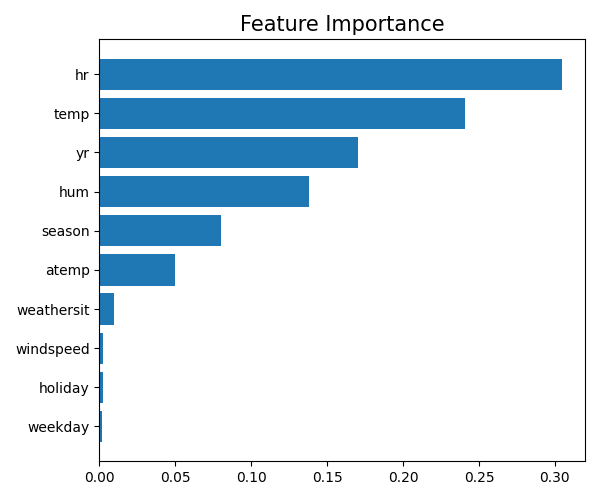 Feature Importance
hr
temp
yr
hum
season
atemp
weathersit
windspeed
holiday
weekday
0.00 0.05 0.10 0.15 0.20 0.25 0.30